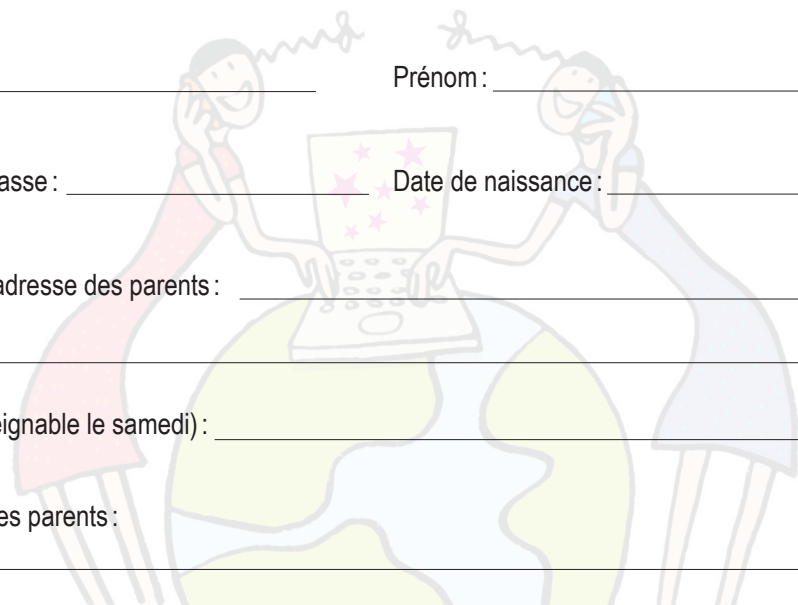 Prénom :
asse : Date de naissance :
adresse des parents :
eignable le samedi) :
es parents :